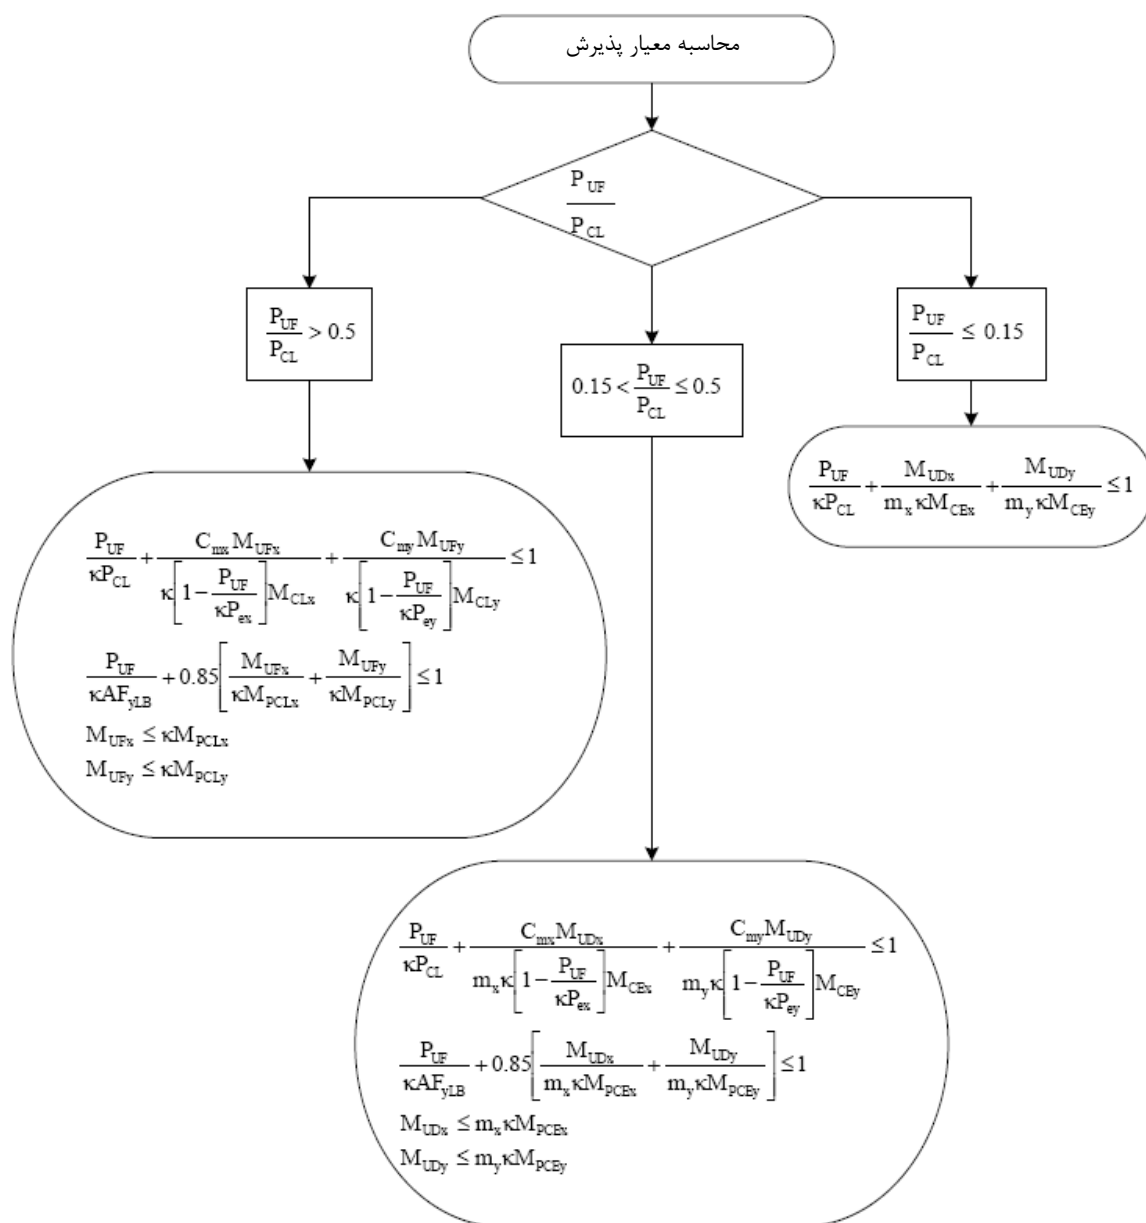 محاسبه معیار پذیرش
P_UF / P_CL
P_UF / P_CL > 0.5
0.15 < P_UF / P_CL ≤ 0.5
P_UF / P_CL ≤ 0.15
P_UF / κP_CL + C_mx M_UFx / κ[1 − P_UF / κP_ex] M_CLx + C_my M_UFy / κ[1 − P_UF / κP_ey] M_CLy ≤ 1
P_UF / κAF_yLB + 0.85[M_UFx / κM_PCLx + M_UFy / κM_PCLy] ≤ 1
M_UFx ≤ κM_PCLx
M_UFy ≤ κM_PCLy
P_UF / κP_CL + M_UDx / m_x κM_CEx + M_UDy / m_y κM_CEy ≤ 1
P_UF / κP_CL + C_mx M_UDx / m_x κ[1 − P_UF / κP_ex] M_CEx + C_my M_UDy / m_y κ[1 − P_UF / κP_ey] M_CEy ≤ 1
P_UF / κAF_yLB + 0.85[M_UDx / m_x κM_PCEx + M_UDy / m_y κM_PCEy] ≤ 1
M_UDx ≤ m_x κM_PCEx
M_UDy ≤ m_y κM_PCEy